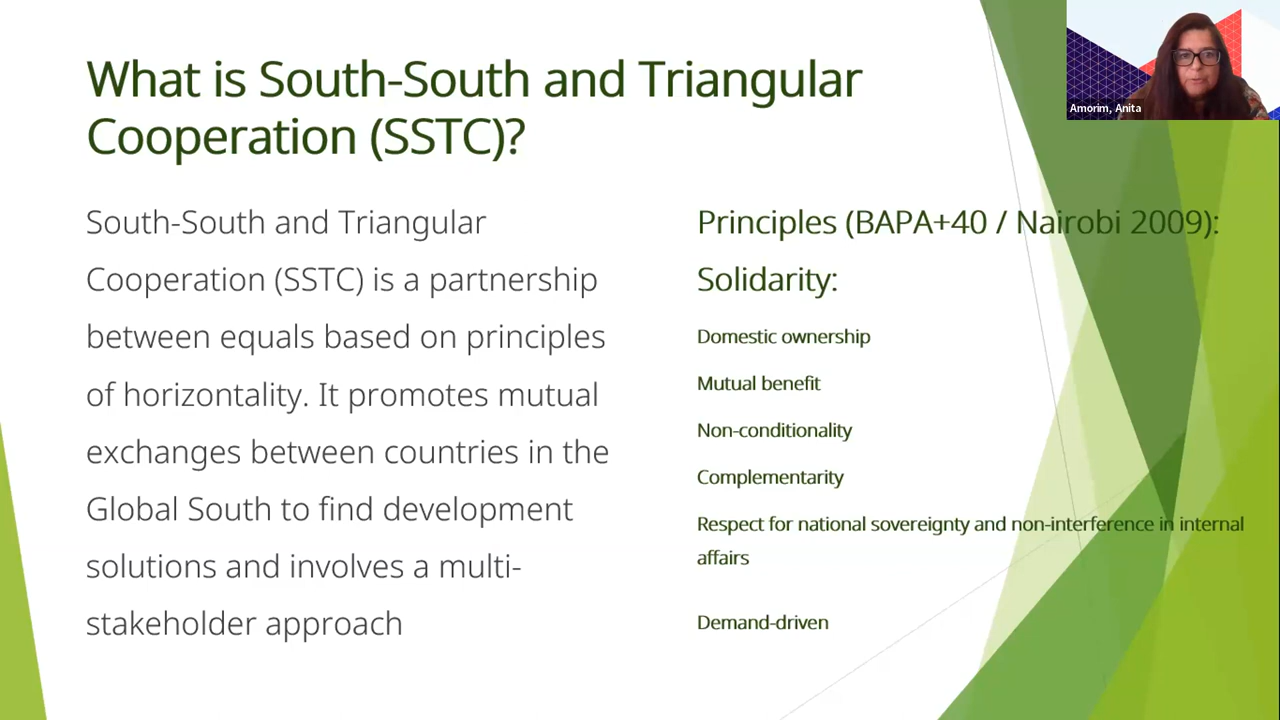 What is South-South and Triangular
Cooperation (SSTC)?
South-South and Triangular
Cooperation (SSTC) is a partnership
between equals based on principles
of horizontality. It promotes mutual
exchanges between countries in the
Global South to find development
solutions and involves a multi-
stakeholder approach
Principles (BAPA+40 / Nairobi 2009):
Solidarity:
Domestic ownership
Mutual benefit
Non-conditionality
Complementarity
Respect for national sovereignty and non-interference in internal
affairs
Demand-driven
Amorim, Anita